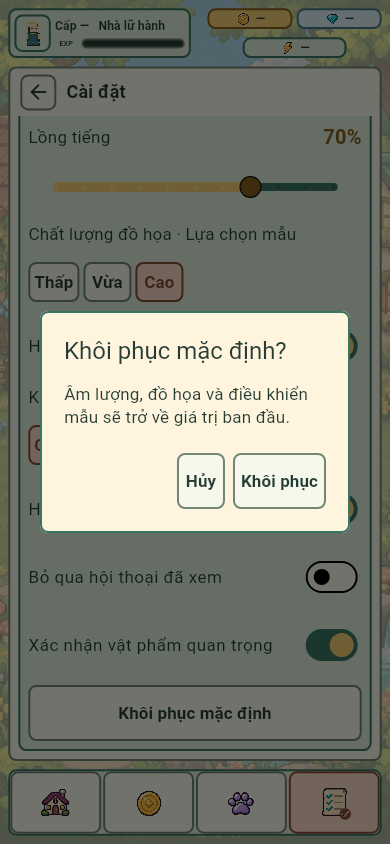 Cấp — Nhà lữ hành
EXP
—
—
—
Cài đặt
Lồng tiếng 70%
Chất lượng đồ họa · Lựa chọn mẫu
Thấp Vừa Cao
H
Khôi phục mặc định?
Âm lượng, đồ họa và điều khiển
mẫu sẽ trở về giá trị ban đầu.
K
Hủy Khôi phục
H
Bỏ qua hội thoại đã xem
Xác nhận vật phẩm quan trọng
Khôi phục mặc định